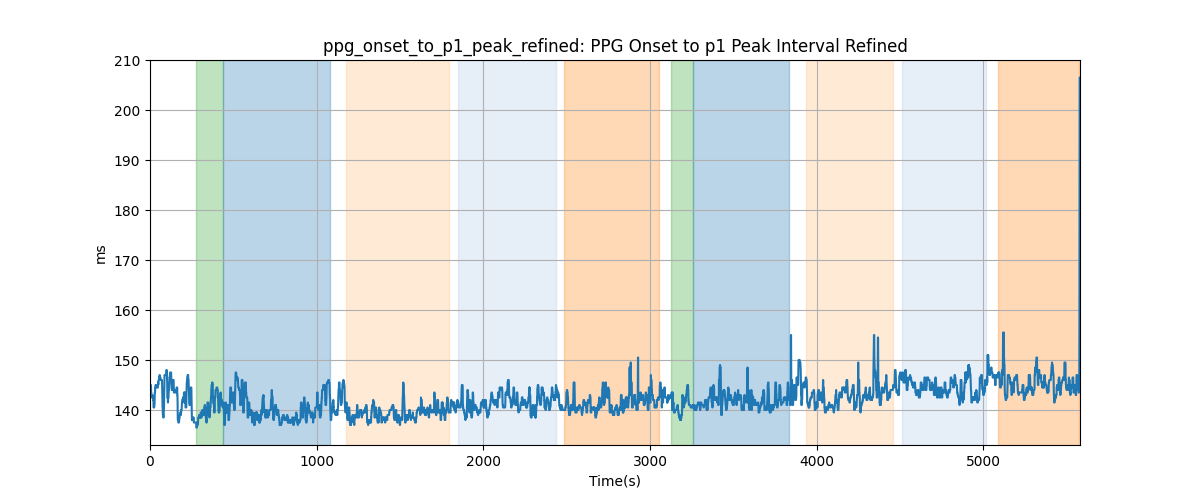 ppg_onset_to_p1_peak_refined: PPG Onset to p1 Peak Interval Refined
210
200
190
180
170
160
150
140
ms
0 1000 2000 3000 4000 5000
Time(s)